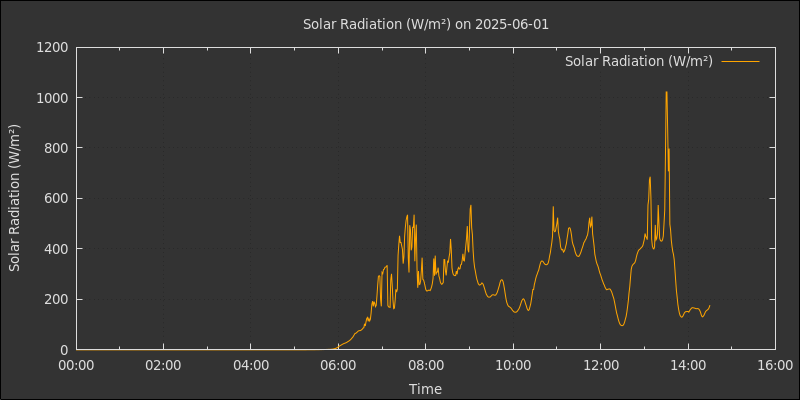 Solar Radiation (W/m²) on 2025-06-01
Solar Radiation (W/m²)
Solar Radiation (W/m²)
1200
1000
800
600
400
200
0
00:00 02:00 04:00 06:00 08:00 10:00 12:00 14:00 16:00
Time